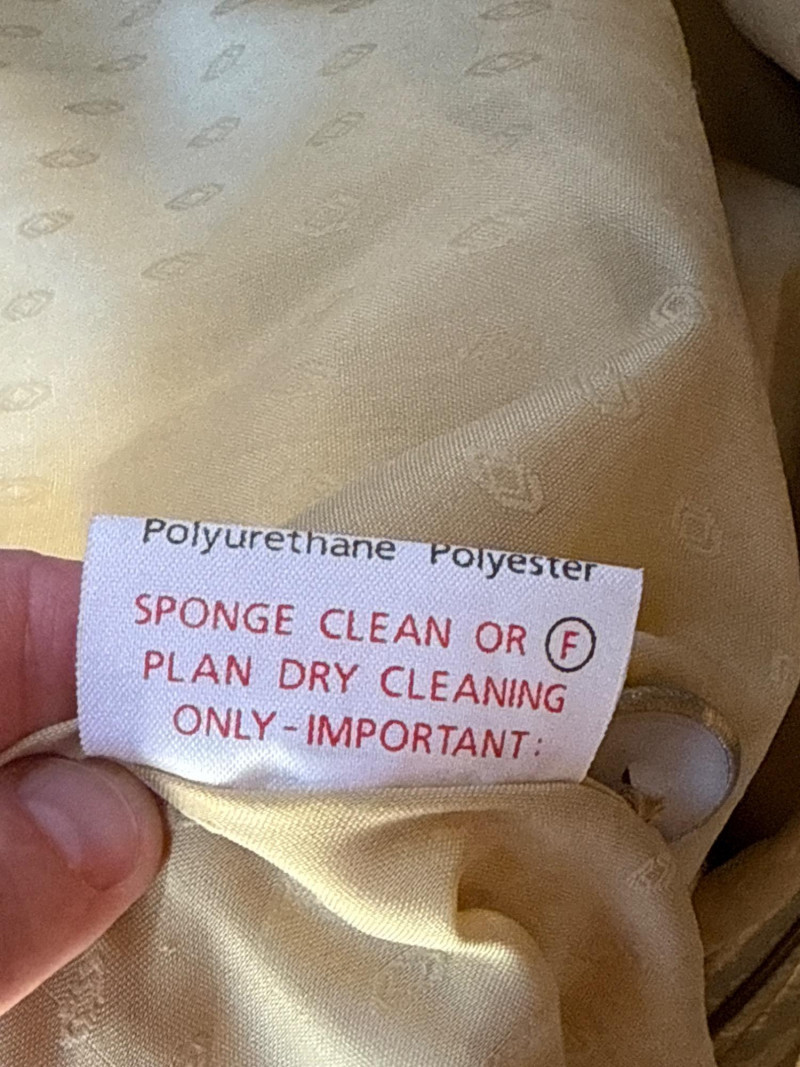 Polyurethane Polyester
SPONGE CLEAN OR Ⓕ
PLAN DRY CLEANING
ONLY-IMPORTANT: